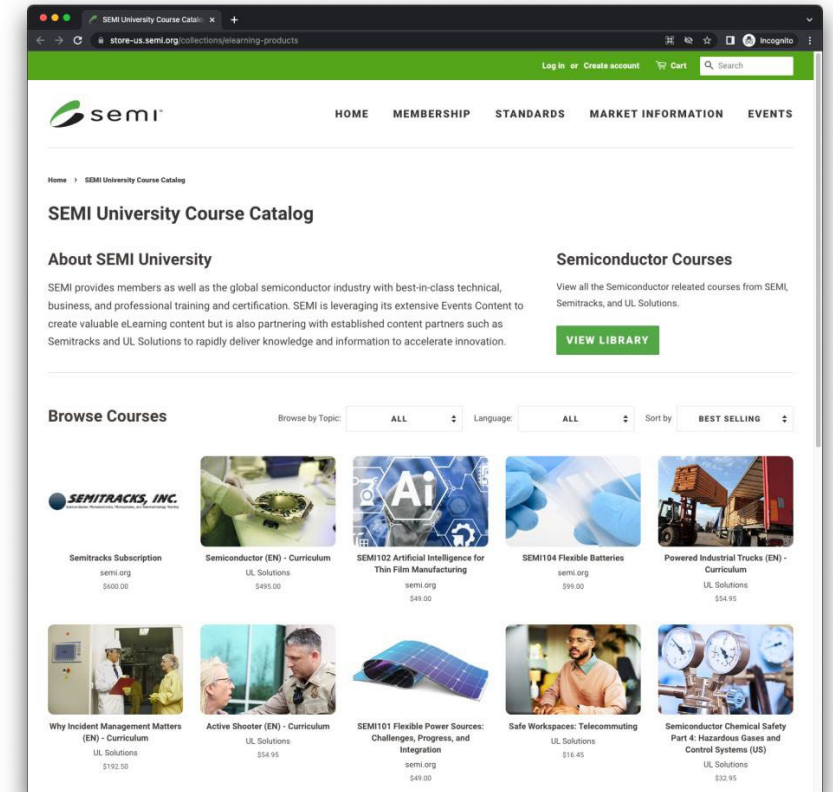 SEMI University Course Catalo
store-us.semi.org/collections/elearning-products
Incognito
Log in or Create account
Cart
Search
semi
HOME
MEMBERSHIP
STANDARDS
MARKET INFORMATION
EVENTS
Home › SEMI University Course Catalog
SEMI University Course Catalog
About SEMI University
SEMI provides members as well as the global semiconductor industry with best-in-class technical,
business, and professional training and certification. SEMI is leveraging its extensive Events Content to
create valuable eLearning content but is also partnering with established content partners such as
Semitracks and UL Solutions to rapidly deliver knowledge and information to accelerate innovation.
Semiconductor Courses
View all the Semiconductor releated courses from SEMI,
Semitracks, and UL Solutions.
VIEW LIBRARY
Browse Courses
Browse by Topic:
ALL
Language:
ALL
Sort by
BEST SELLING
SEMITRACKS, INC.
Semitracks Subscription
semi.org
$600.00
Semiconductor (EN) - Curriculum
UL Solutions
$495.00
Ai
SEMI102 Artificial Intelligence for
Thin Film Manufacturing
semi.org
$49.00
SEMI104 Flexible Batteries
semi.org
$99.00
Powered Industrial Trucks (EN) -
Curriculum
UL Solutions
$54.95
Why Incident Management Matters
(EN) - Curriculum
UL Solutions
$192.50
Active Shooter (EN) - Curriculum
UL Solutions
$54.95
SEMI101 Flexible Power Sources:
Challenges, Progress, and
Integration
semi.org
$49.00
Safe Workspaces: Telecommuting
UL Solutions
$16.45
Semiconductor Chemical Safety
Part 4: Hazardous Gases and
Control Systems (US)
UL Solutions
$32.95